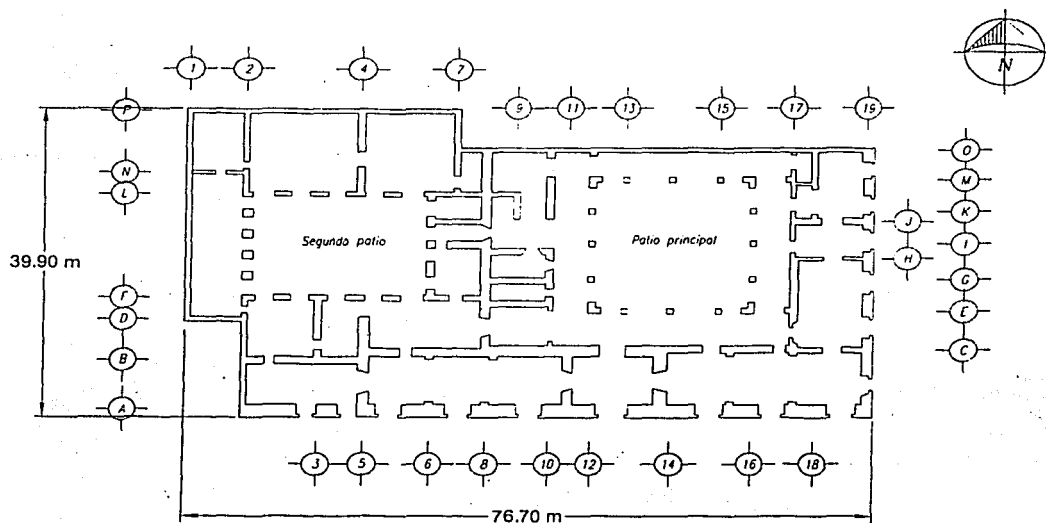 N
1 2 4 7
9 11 13 15 17 19
P
N
L
F
D
B
A
O
M
K
J
I
H
G
E
C
Segundo patio
Patio principal
39.90 m
3 5 6 8 10 12 14 16 18
76.70 m